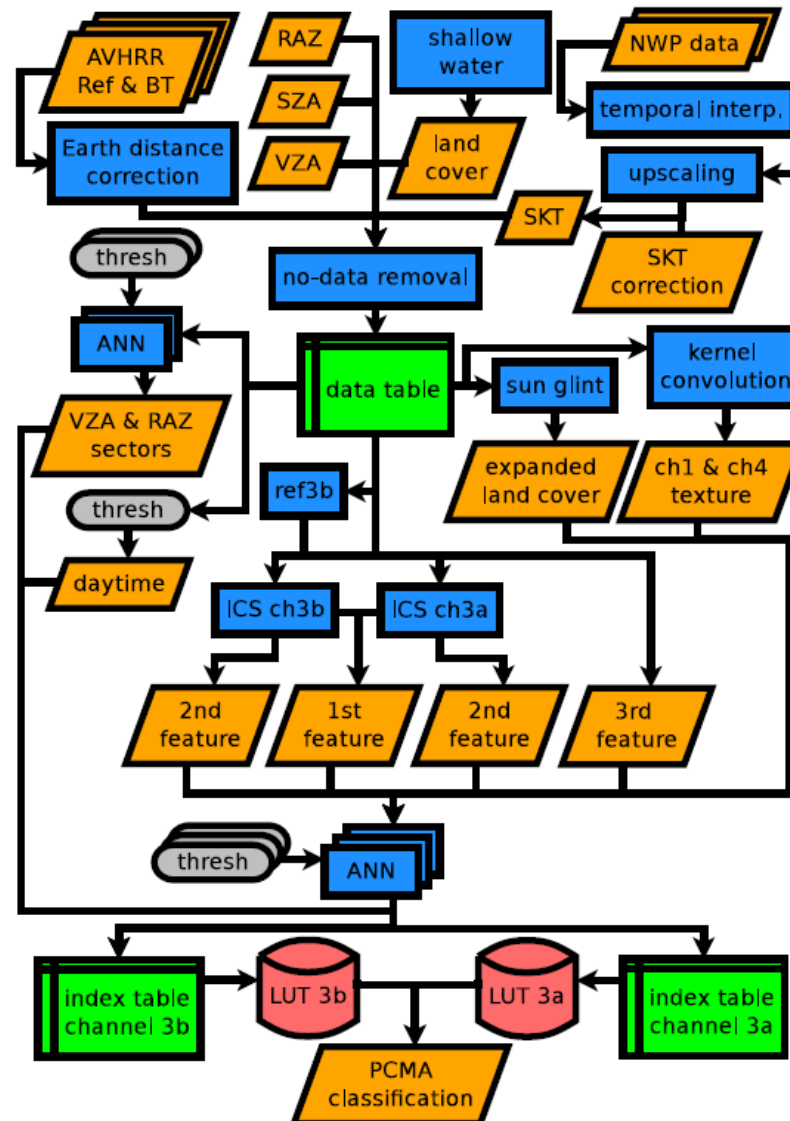 AVHRR
Ref & BT
RAZ
shallow
water
NWP data
SZA
temporal interp.
Earth distance
correction
VZA
land
cover
upscaling
SKT
thresh
no-data removal
SKT
correction
ANN
data table
sun glint
kernel
convolution
VZA & RAZ
sectors
ref3b
expanded
land cover
ch1 & ch4
texture
thresh
daytime
ICS ch3b
ICS ch3a
2nd
feature
1st
feature
2nd
feature
3rd
feature
thresh
ANN
index table
channel 3b
LUT 3b
LUT 3a
index table
channel 3a
PCMA
classification